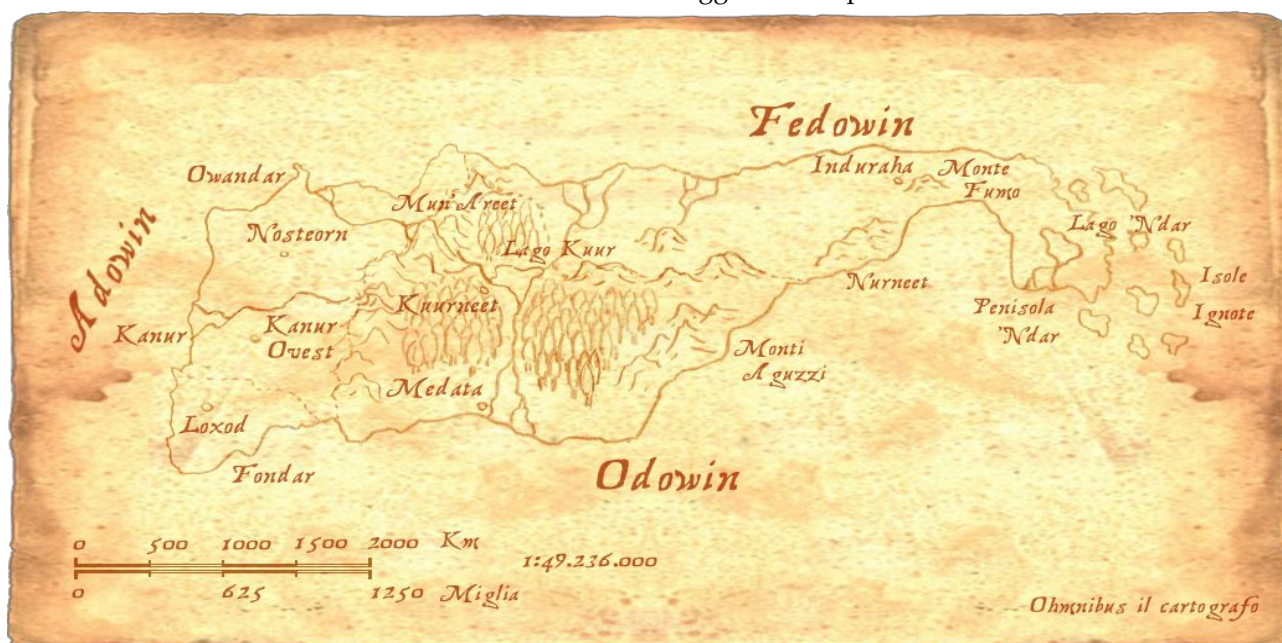 Fedowin
Owandar
Induraha
Monte
Fumo
Mun'Areet
Nosteorn
Lago Kuur
Lago 'Ndar
Adowin
Isole
Ignote
Kuurneet
Nurneet
Penisola
'Ndar
Kanur
Kanur
Ovest
Monti
Aguzzi
Medata
Loxod
Fondar
Odowin
0 500 1000 1500 2000 Km
1:49.236.000
0 625 1250 Miglia
Ohmnibus il cartografo